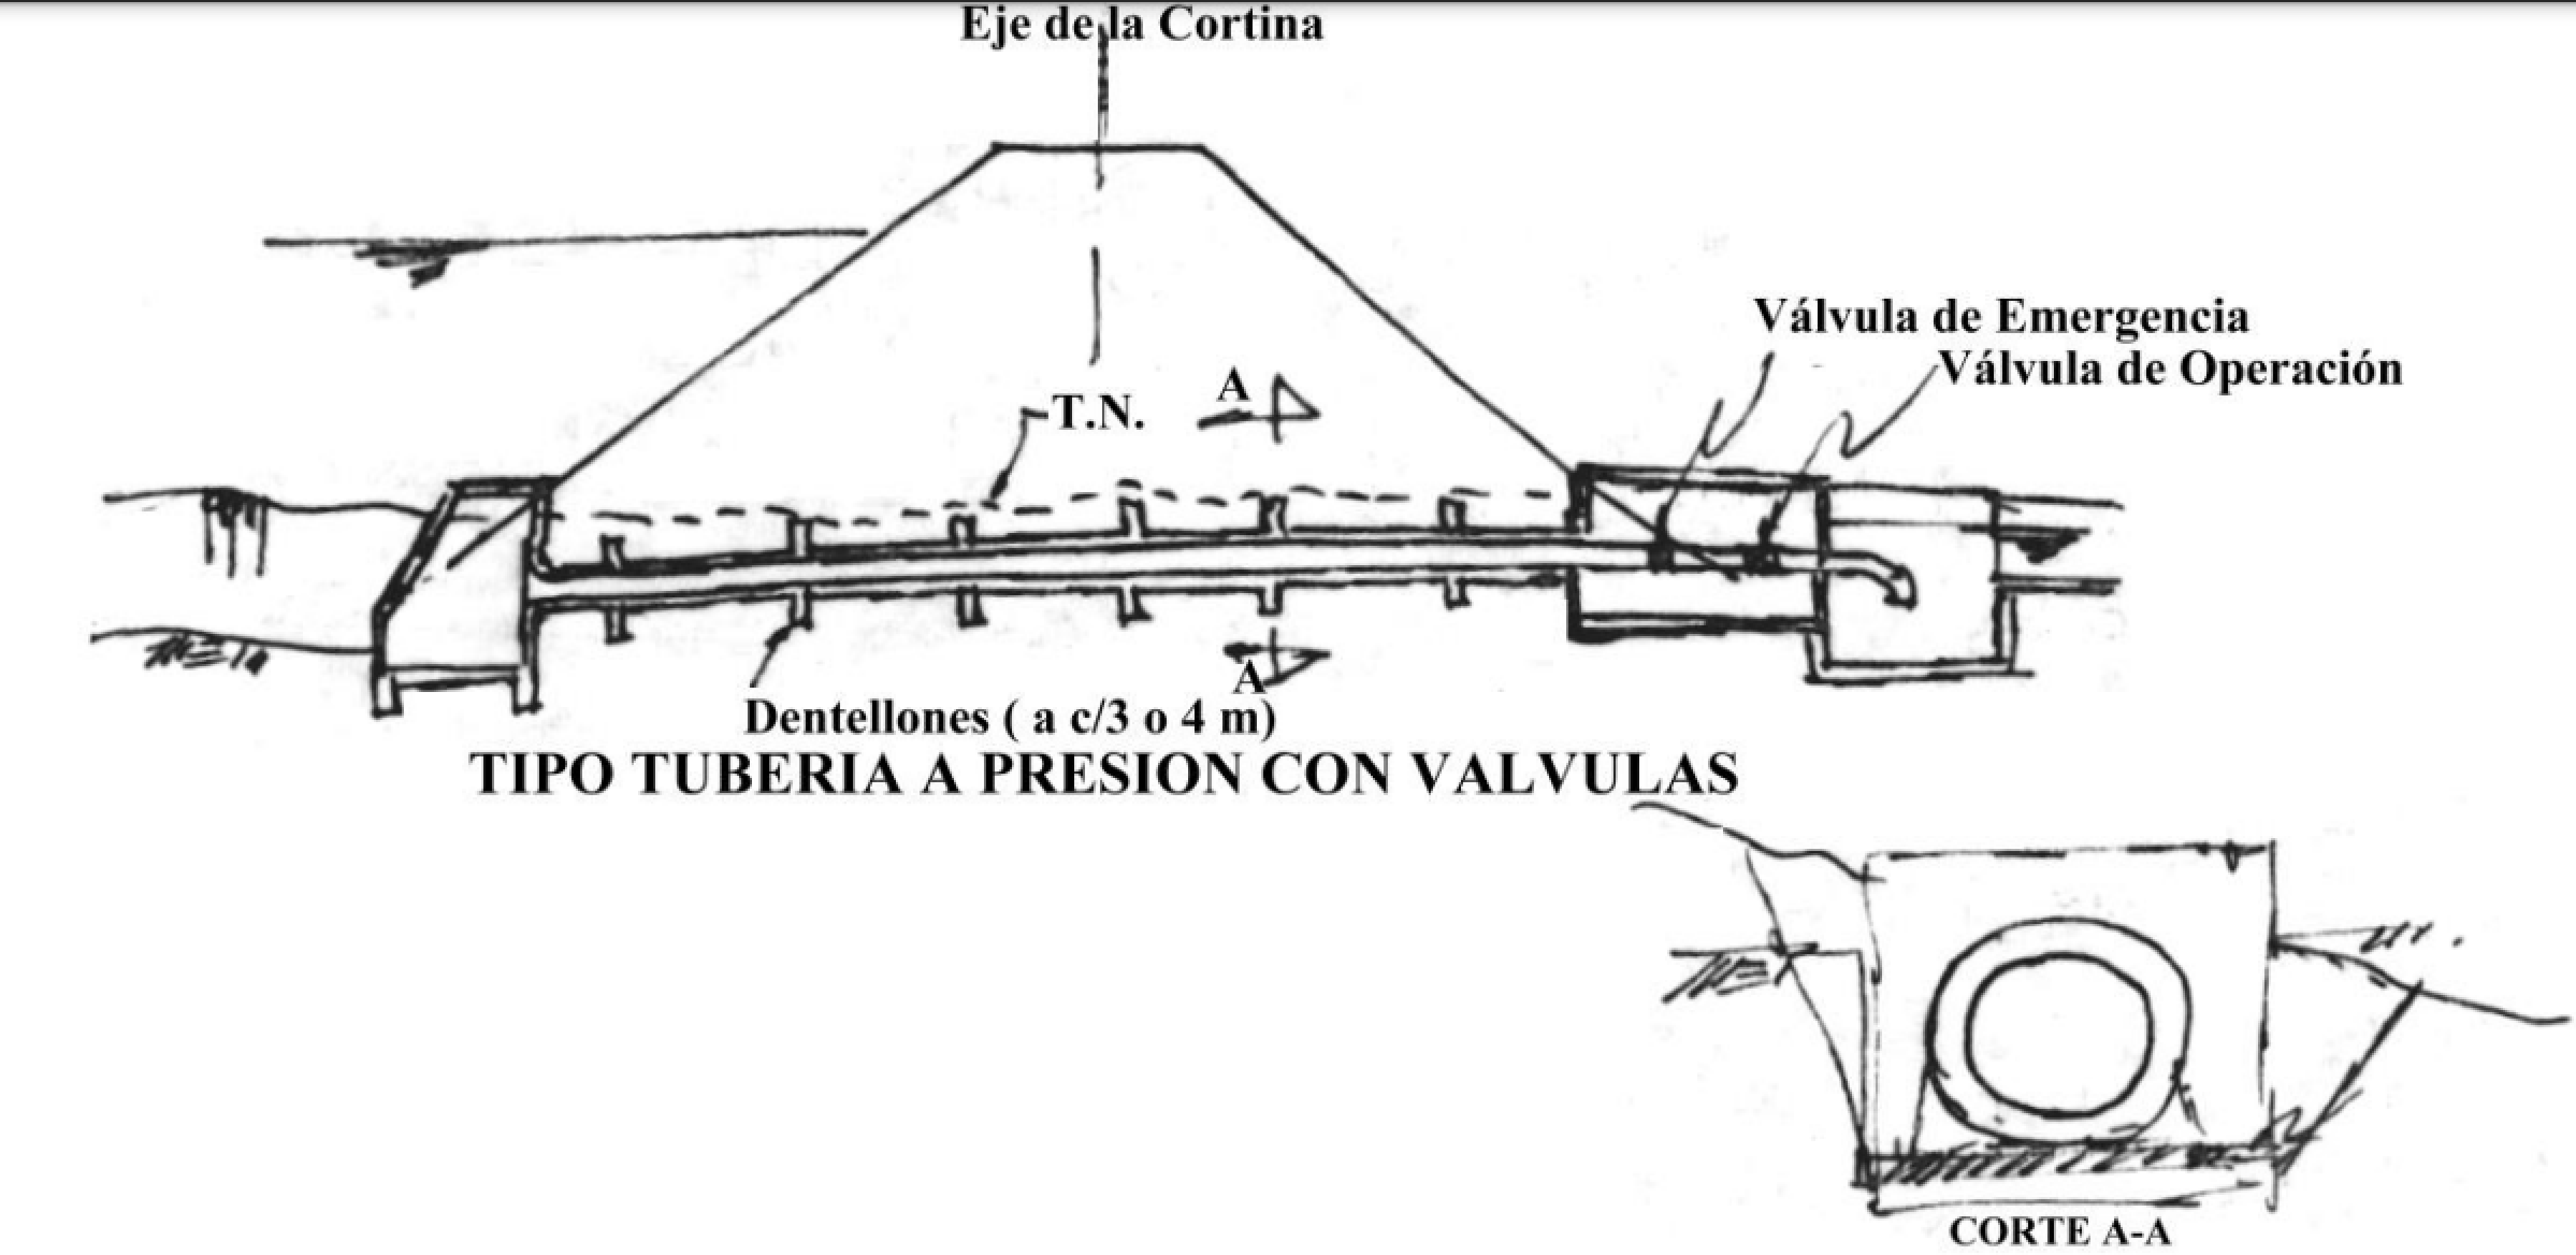 Eje de la Cortina
Válvula de Emergencia
Válvula de Operación
A
T.N.
A
Dentellones ( a c/3 o 4 m)
TIPO TUBERIA A PRESION CON VALVULAS
CORTE A-A